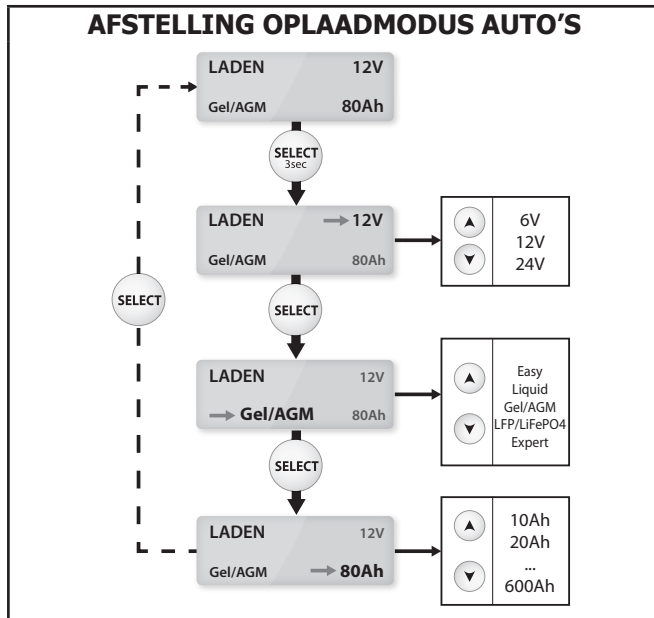 AFSTELLING OPLAADMODUS AUTO'S
LADEN 12V
Gel/AGM 80Ah
SELECT
3sec
LADEN 12V
Gel/AGM 80Ah
6V
12V
24V
SELECT
SELECT
LADEN 12V
Gel/AGM 80Ah
Easy
Liquid
Gel/AGM
LFP/LiFePO4
Expert
SELECT
LADEN 12V
Gel/AGM 80Ah
10Ah
20Ah
...
600Ah